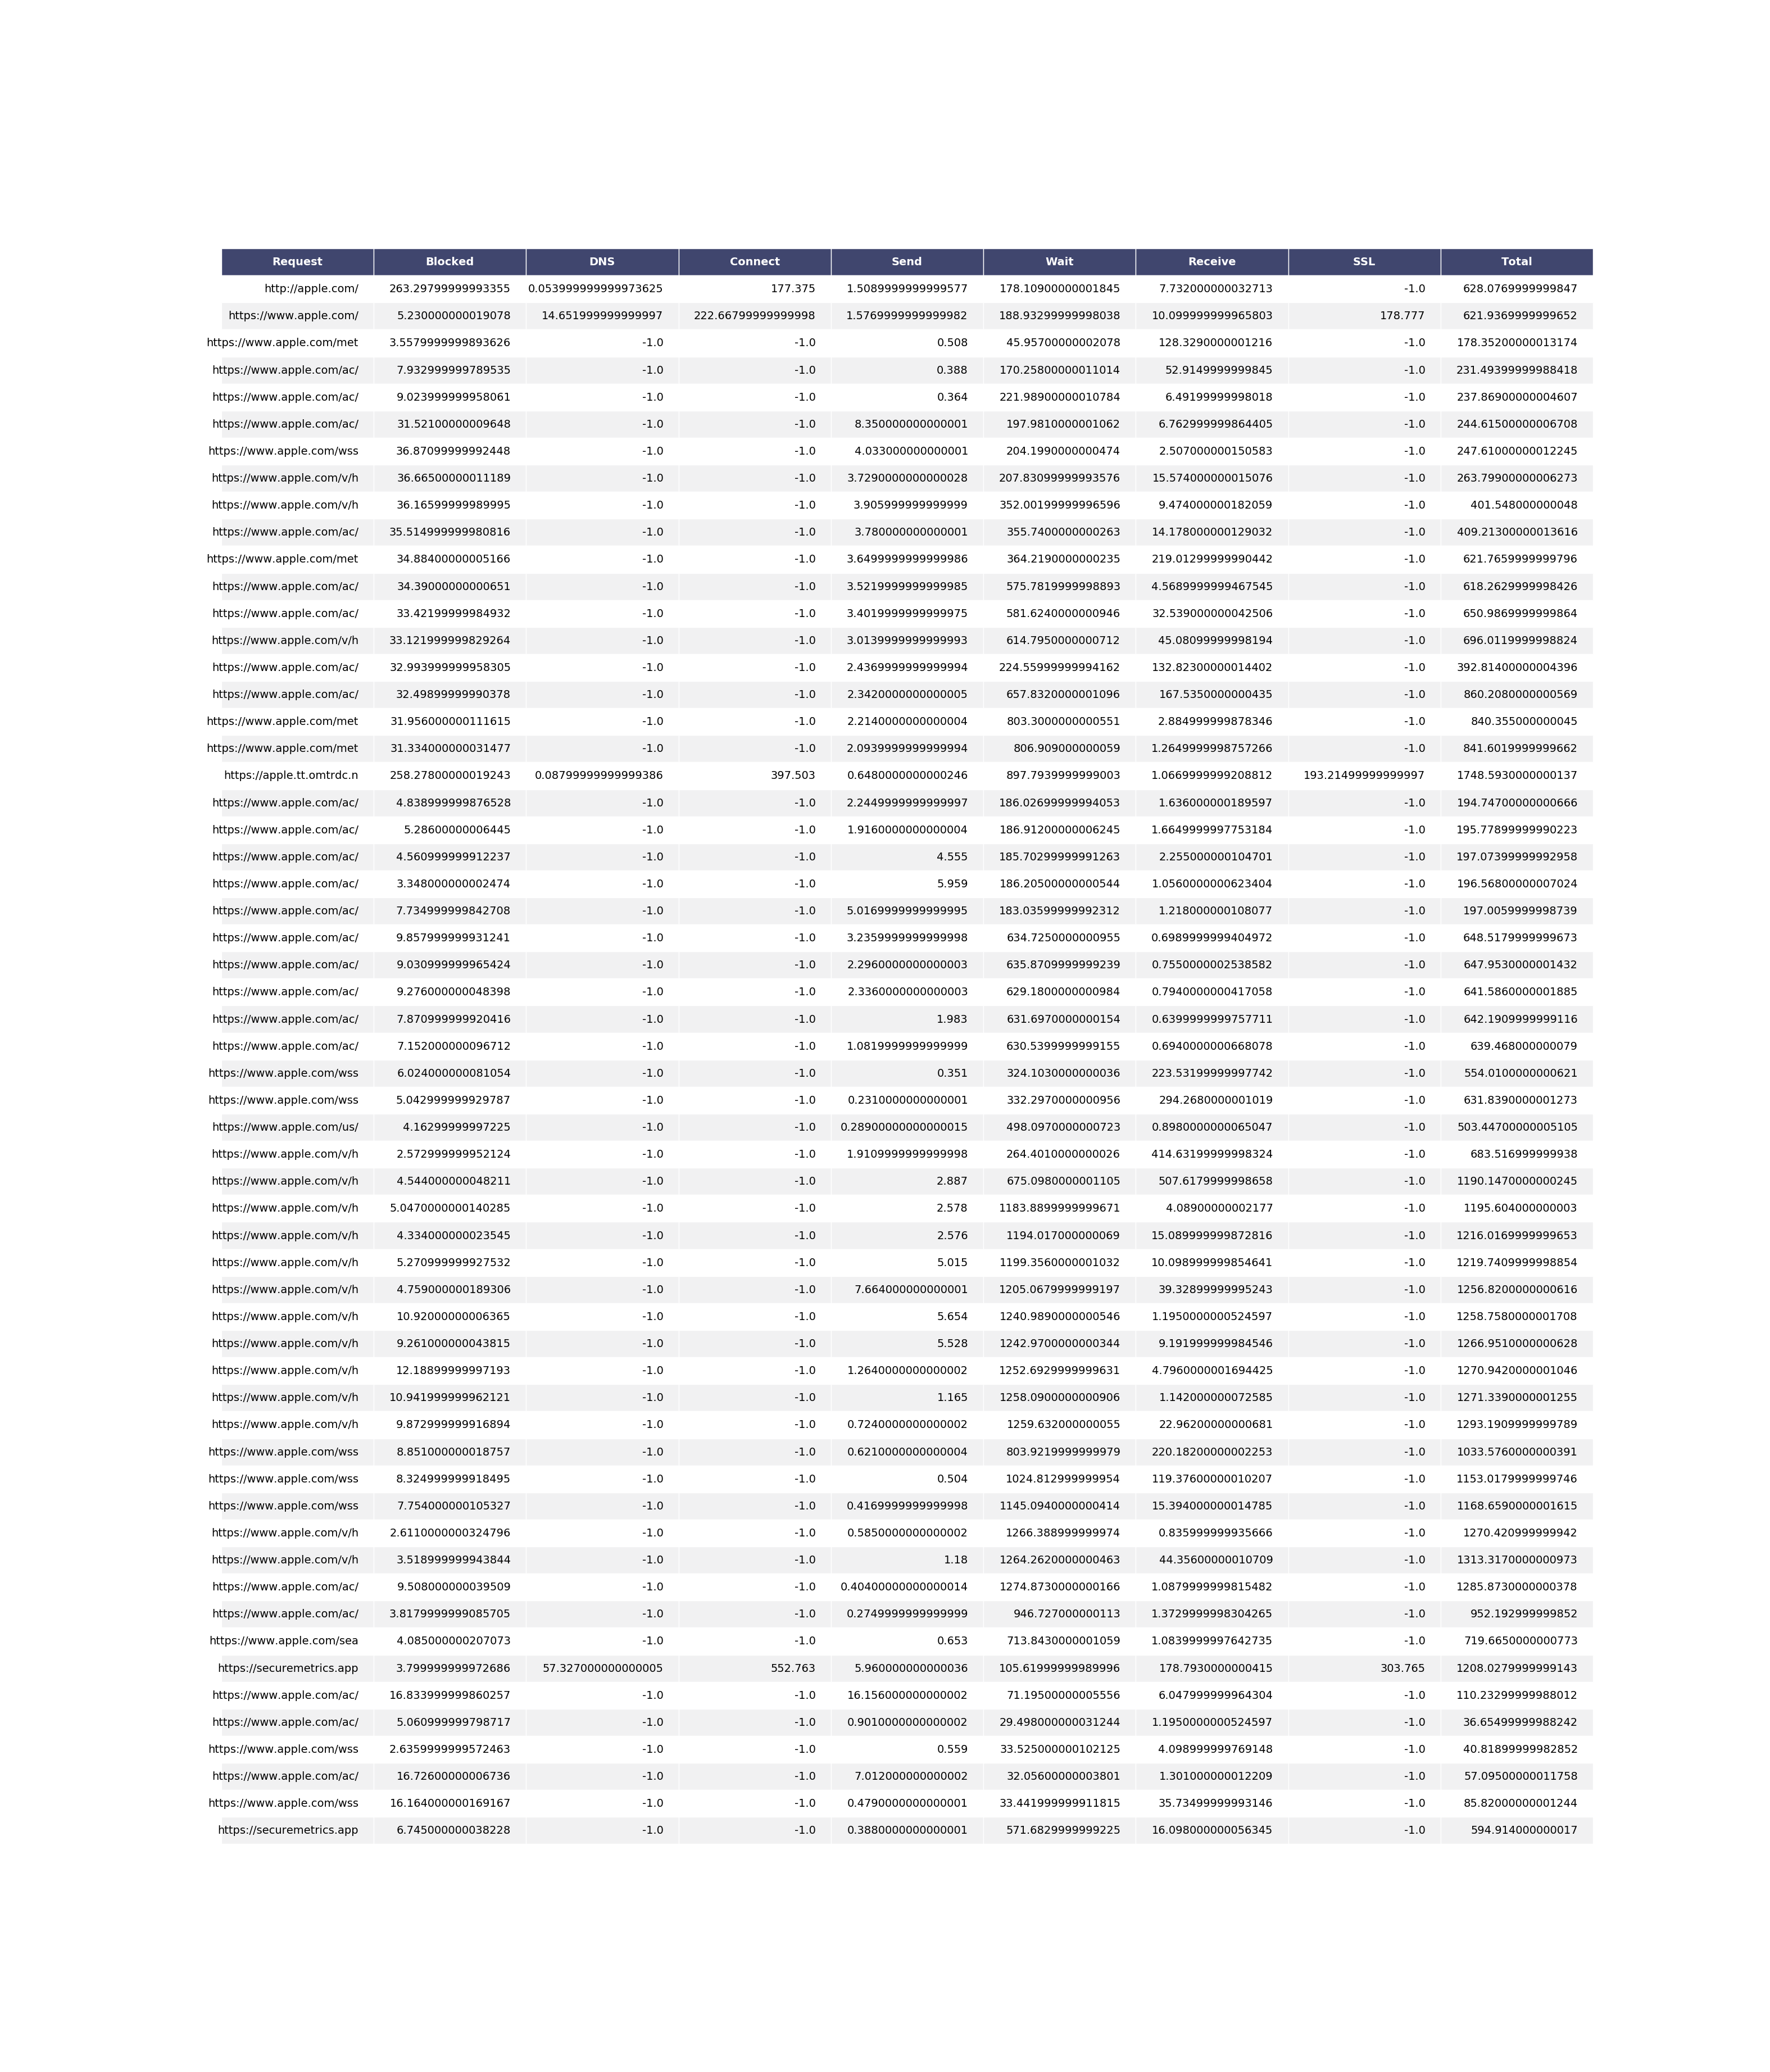 Request Blocked DNS Connect Send Wait Receive SSL Total
http://apple.com/ 263.29799999993355 0.053999999999973625 177.375 1.5089999999999577 178.10900000001845 7.732000000032713 -1.0 628.0769999999847
https://www.apple.com/ 5.230000000019078 14.651999999999997 222.66799999999998 1.5769999999999982 188.93299999998038 10.099999999965803 178.777 621.9369999999652
https://www.apple.com/met 3.5579999999893626 -1.0 -1.0 0.508 45.95700000002078 128.3290000001216 -1.0 178.35200000013174
https://www.apple.com/ac/ 7.932999999789535 -1.0 -1.0 0.388 170.25800000011014 52.9149999999845 -1.0 231.49399999988418
https://www.apple.com/ac/ 9.023999999958061 -1.0 -1.0 0.364 221.98900000010784 6.49199999998018 -1.0 237.86900000004607
https://www.apple.com/ac/ 31.52100000009648 -1.0 -1.0 8.350000000000001 197.9810000001062 6.762999999864405 -1.0 244.61500000006708
https://www.apple.com/wss 36.87099999992448 -1.0 -1.0 4.033000000000001 204.1990000000474 2.507000000150583 -1.0 247.61000000012245
https://www.apple.com/v/h 36.66500000011189 -1.0 -1.0 3.7290000000000028 207.83099999993576 15.574000000015076 -1.0 263.79900000006273
https://www.apple.com/v/h 36.16599999989995 -1.0 -1.0 3.905999999999999 352.00199999996596 9.474000000182059 -1.0 401.548000000048
https://www.apple.com/ac/ 35.514999999980816 -1.0 -1.0 3.780000000000001 355.7400000000263 14.178000000129032 -1.0 409.21300000013616
https://www.apple.com/met 34.88400000005166 -1.0 -1.0 3.6499999999999986 364.2190000000235 219.01299999990442 -1.0 621.7659999999796
https://www.apple.com/ac/ 34.39000000000651 -1.0 -1.0 3.5219999999999985 575.7819999998893 4.5689999999467545 -1.0 618.2629999998426
https://www.apple.com/ac/ 33.42199999984932 -1.0 -1.0 3.4019999999999975 581.6240000000946 32.539000000042506 -1.0 650.9869999999864
https://www.apple.com/v/h 33.121999999829264 -1.0 -1.0 3.0139999999999993 614.7950000000712 45.08099999998194 -1.0 696.0119999998824
https://www.apple.com/ac/ 32.993999999958305 -1.0 -1.0 2.4369999999999994 224.55999999994162 132.82300000014402 -1.0 392.81400000004396
https://www.apple.com/ac/ 32.49899999990378 -1.0 -1.0 2.3420000000000005 657.8320000001096 167.5350000000435 -1.0 860.2080000000569
https://www.apple.com/met 31.956000000111615 -1.0 -1.0 2.2140000000000004 803.3000000000551 2.884999999878346 -1.0 840.355000000045
https://www.apple.com/met 31.334000000031477 -1.0 -1.0 2.0939999999999994 806.909000000059 1.2649999998757266 -1.0 841.6019999999662
https://apple.tt.omtrdc.n 258.27800000019243 0.08799999999999386 397.503 0.6480000000000246 897.7939999999003 1.0669999999208812 193.21499999999997 1748.5930000000137
https://www.apple.com/ac/ 4.838999999876528 -1.0 -1.0 2.2449999999999997 186.02699999994053 1.636000000189597 -1.0 194.74700000000666
https://www.apple.com/ac/ 5.28600000006445 -1.0 -1.0 1.9160000000000004 186.91200000006245 1.6649999997753184 -1.0 195.77899999990223
https://www.apple.com/ac/ 4.560999999912237 -1.0 -1.0 4.555 185.70299999991263 2.255000000104701 -1.0 197.07399999992958
https://www.apple.com/ac/ 3.348000000002474 -1.0 -1.0 5.959 186.20500000000544 1.0560000000623404 -1.0 196.56800000007024
https://www.apple.com/ac/ 7.734999999842708 -1.0 -1.0 5.0169999999999995 183.03599999992312 1.218000000108077 -1.0 197.0059999998739
https://www.apple.com/ac/ 9.857999999931241 -1.0 -1.0 3.2359999999999998 634.7250000000955 0.6989999999404972 -1.0 648.5179999999673
https://www.apple.com/ac/ 9.030999999965424 -1.0 -1.0 2.2960000000000003 635.8709999999239 0.7550000002538582 -1.0 647.9530000001432
https://www.apple.com/ac/ 9.276000000048398 -1.0 -1.0 2.3360000000000003 629.1800000000984 0.7940000000417058 -1.0 641.5860000001885
https://www.apple.com/ac/ 7.870999999920416 -1.0 -1.0 1.983 631.6970000000154 0.6399999999757711 -1.0 642.1909999999116
https://www.apple.com/ac/ 7.152000000096712 -1.0 -1.0 1.0819999999999999 630.5399999999155 0.6940000000668078 -1.0 639.468000000079
https://www.apple.com/wss 6.024000000081054 -1.0 -1.0 0.351 324.1030000000036 223.53199999997742 -1.0 554.0100000000621
https://www.apple.com/wss 5.042999999929787 -1.0 -1.0 0.2310000000000001 332.2970000000956 294.2680000001019 -1.0 631.8390000001273
https://www.apple.com/us/ 4.16299999997225 -1.0 -1.0 0.28900000000000015 498.0970000000723 0.8980000000065047 -1.0 503.44700000005105
https://www.apple.com/v/h 2.572999999952124 -1.0 -1.0 1.9109999999999998 264.4010000000026 414.63199999998324 -1.0 683.516999999938
https://www.apple.com/v/h 4.544000000048211 -1.0 -1.0 2.887 675.0980000001105 507.6179999998658 -1.0 1190.1470000000245
https://www.apple.com/v/h 5.0470000000140285 -1.0 -1.0 2.578 1183.8899999999671 4.08900000002177 -1.0 1195.604000000003
https://www.apple.com/v/h 4.334000000023545 -1.0 -1.0 2.576 1194.017000000069 15.089999999872816 -1.0 1216.0169999999653
https://www.apple.com/v/h 5.270999999927532 -1.0 -1.0 5.015 1199.3560000001032 10.098999999854641 -1.0 1219.7409999998854
https://www.apple.com/v/h 4.759000000189306 -1.0 -1.0 7.664000000000001 1205.0679999999197 39.32899999995243 -1.0 1256.8200000000616
https://www.apple.com/v/h 10.92000000006365 -1.0 -1.0 5.654 1240.9890000000546 1.1950000000524597 -1.0 1258.7580000001708
https://www.apple.com/v/h 9.261000000043815 -1.0 -1.0 5.528 1242.9700000000344 9.191999999984546 -1.0 1266.9510000000628
https://www.apple.com/v/h 12.18899999997193 -1.0 -1.0 1.2640000000000002 1252.6929999999631 4.7960000001694425 -1.0 1270.9420000001046
https://www.apple.com/v/h 10.941999999962121 -1.0 -1.0 1.165 1258.0900000000906 1.142000000072585 -1.0 1271.3390000001255
https://www.apple.com/v/h 9.872999999916894 -1.0 -1.0 0.7240000000000002 1259.632000000055 22.96200000000681 -1.0 1293.1909999999789
https://www.apple.com/wss 8.851000000018757 -1.0 -1.0 0.6210000000000004 803.9219999999979 220.18200000002253 -1.0 1033.5760000000391
https://www.apple.com/wss 8.324999999918495 -1.0 -1.0 0.504 1024.812999999954 119.37600000010207 -1.0 1153.0179999999746
https://www.apple.com/wss 7.754000000105327 -1.0 -1.0 0.4169999999999998 1145.0940000000414 15.394000000014785 -1.0 1168.6590000001615
https://www.apple.com/v/h 2.6110000000324796 -1.0 -1.0 0.5850000000000002 1266.388999999974 0.835999999935666 -1.0 1270.420999999942
https://www.apple.com/v/h 3.518999999943844 -1.0 -1.0 1.18 1264.2620000000463 44.35600000010709 -1.0 1313.3170000000973
https://www.apple.com/ac/ 9.508000000039509 -1.0 -1.0 0.40400000000000014 1274.8730000000166 1.0879999999815482 -1.0 1285.8730000000378
https://www.apple.com/ac/ 3.8179999999085705 -1.0 -1.0 0.2749999999999999 946.727000000113 1.3729999998304265 -1.0 952.192999999852
https://www.apple.com/sea 4.085000000207073 -1.0 -1.0 0.653 713.8430000001059 1.0839999997642735 -1.0 719.6650000000773
https://securemetrics.app 3.799999999972686 57.327000000000005 552.763 5.960000000000036 105.61999999989996 178.7930000000415 303.765 1208.0279999999143
https://www.apple.com/ac/ 16.833999999860257 -1.0 -1.0 16.156000000000002 71.19500000005556 6.047999999964304 -1.0 110.23299999988012
https://www.apple.com/ac/ 5.060999999798717 -1.0 -1.0 0.9010000000000002 29.498000000031244 1.1950000000524597 -1.0 36.65499999988242
https://www.apple.com/wss 2.6359999999572463 -1.0 -1.0 0.559 33.525000000102125 4.098999999769148 -1.0 40.81899999982852
https://www.apple.com/ac/ 16.72600000006736 -1.0 -1.0 7.012000000000002 32.05600000003801 1.301000000012209 -1.0 57.09500000011758
https://www.apple.com/wss 16.164000000169167 -1.0 -1.0 0.4790000000000001 33.441999999911815 35.73499999993146 -1.0 85.82000000001244
https://securemetrics.app 6.745000000038228 -1.0 -1.0 0.3880000000000001 571.6829999999225 16.098000000056345 -1.0 594.914000000017